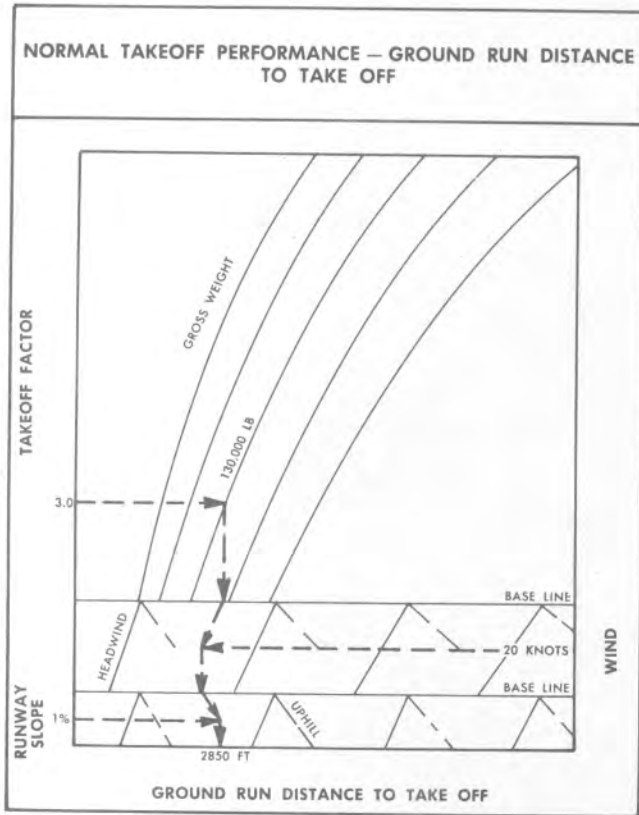 NORMAL TAKEOFF PERFORMANCE — GROUND RUN DISTANCE
TO TAKE OFF
GROSS WEIGHT
130,000 LB
TAKEOFF FACTOR
3.0
BASE LINE
HEADWIND
20 KNOTS
WIND
BASE LINE
RUNWAY
SLOPE
1%
UPHILL
2850 FT
GROUND RUN DISTANCE TO TAKE OFF